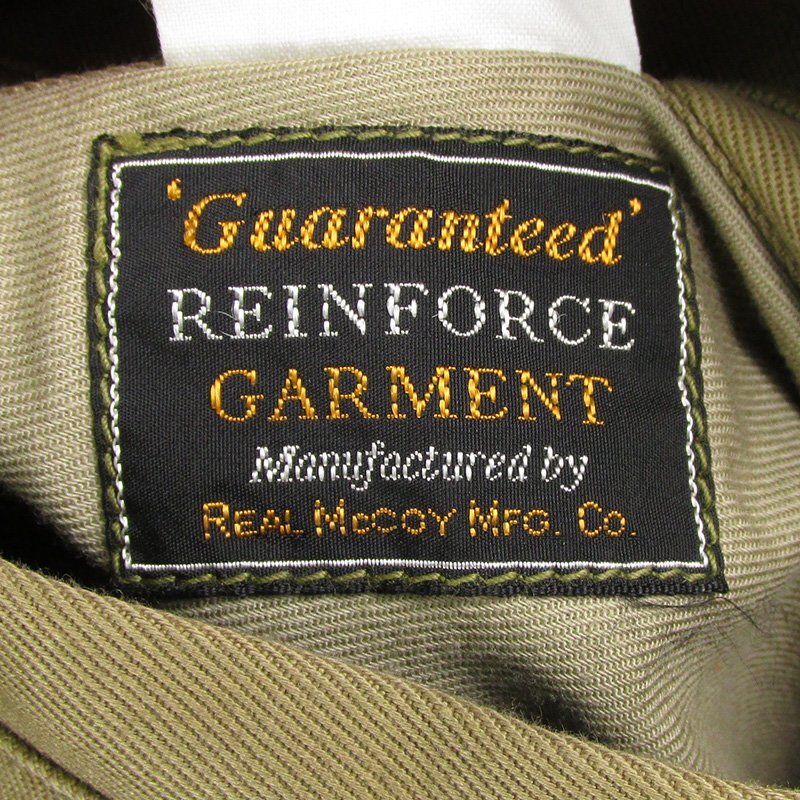 'Guaranteed'
REINFORCE
GARMENT
Manufactured by
REAL McCOY MFG. CO.